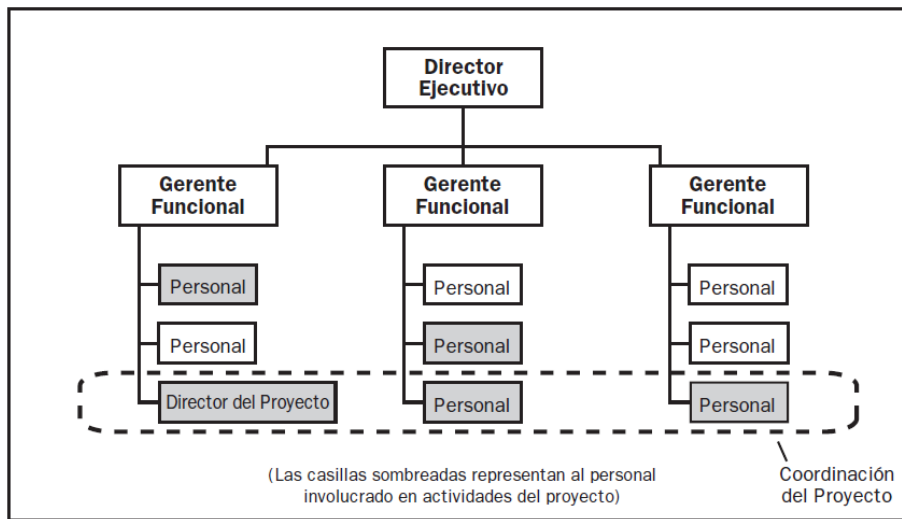 Director
Ejecutivo
Gerente
Funcional
Gerente
Funcional
Gerente
Funcional
Personal
Personal
Personal
Personal
Personal
Personal
Director del Proyecto
Personal
Personal
(Las casillas sombreadas representan al personal
involucrado en actividades del proyecto)
Coordinación
del Proyecto